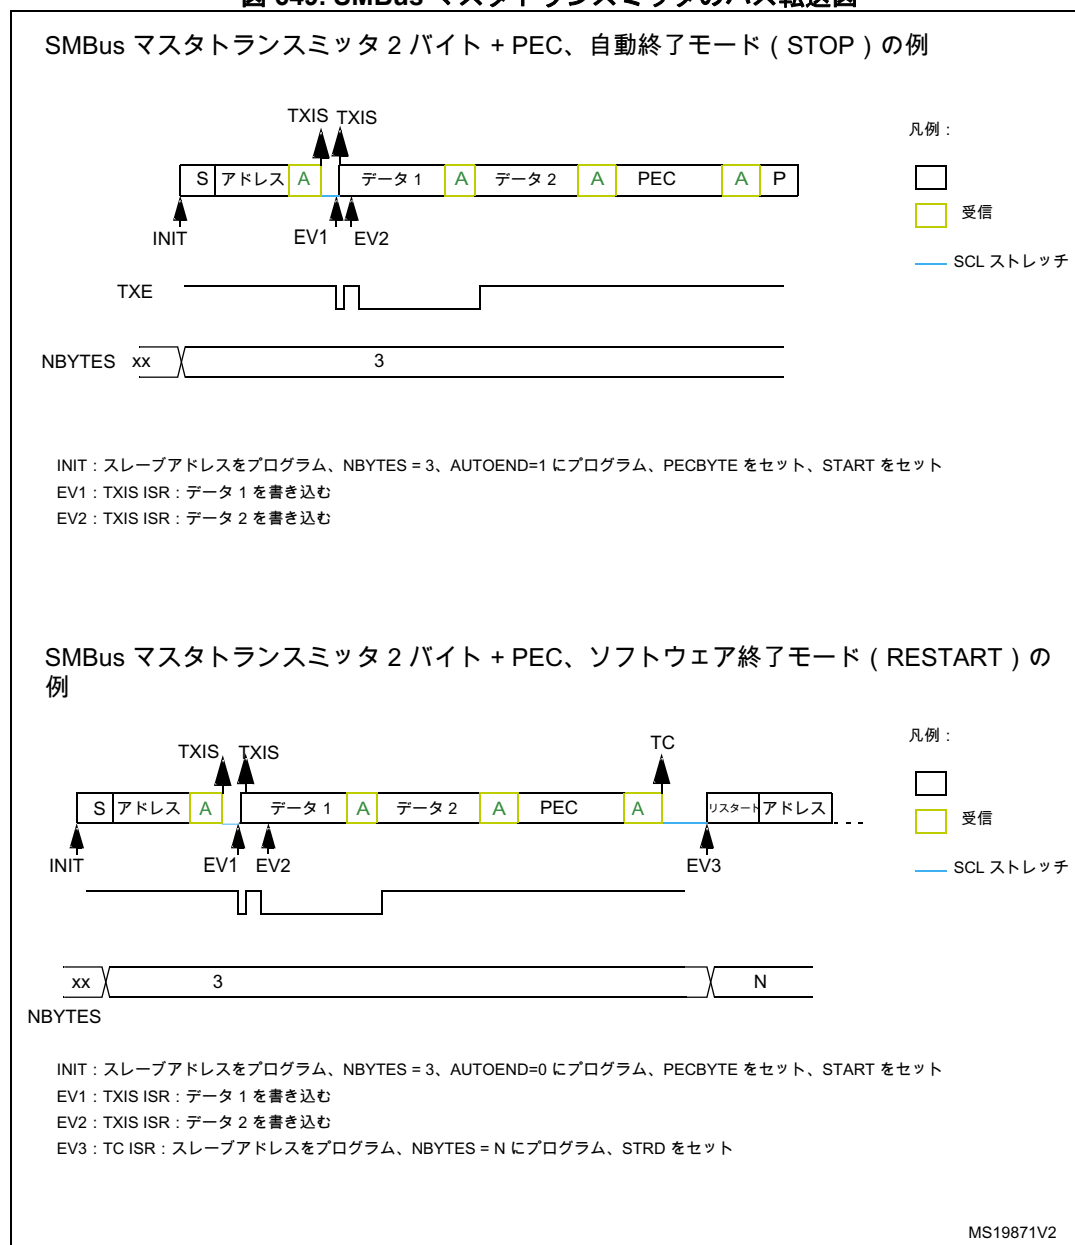 SMBus マスタトランスミッタ 2 バイト + PEC、自動終了モード ( STOP ) の例
TXIS TXIS
凡例 :
S アドレス A データ 1 A データ 2 A PEC A P
受信
INIT EV1 EV2
SCL ストレッチ
TXE
NBYTES xx 3
INIT : スレーブアドレスをプログラム、NBYTES = 3、AUTOEND=1 にプログラム、PECBYTE をセット、START をセット
EV1 : TXIS ISR : データ 1 を書き込む
EV2 : TXIS ISR : データ 2 を書き込む
SMBus マスタトランスミッタ 2 バイト + PEC、ソフトウェア終了モード ( RESTART ) の
例
TXIS TXIS TC
凡例 :
S アドレス A データ 1 A データ 2 A PEC A リスタート アドレス
受信
INIT EV1 EV2 EV3
SCL ストレッチ
xx 3 N
NBYTES
INIT : スレーブアドレスをプログラム、NBYTES = 3、AUTOEND=0 にプログラム、PECBYTE をセット、START をセット
EV1 : TXIS ISR : データ 1 を書き込む
EV2 : TXIS ISR : データ 2 を書き込む
EV3 : TC ISR : スレーブアドレスをプログラム、NBYTES = N にプログラム、STRD をセット
MS19871V2